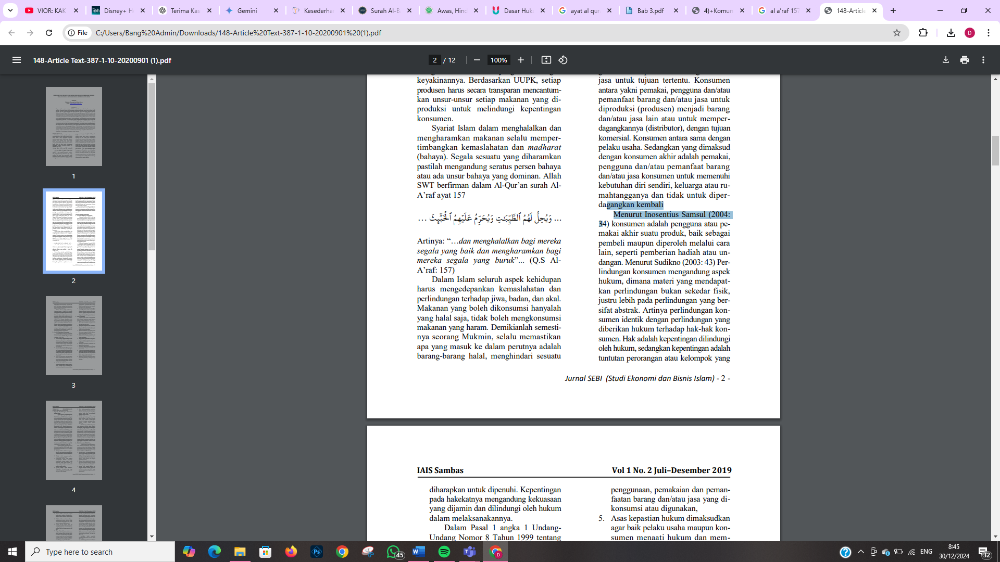 VIOR: KAK
Disney+ H
Terima Kas
Gemini
Kesederha
Surah Al-B
Awas, Hind
Dasar Huku
ayat al qur
Bab 3.pdf
4)+Komun
al a'raf 157
148-Article
File
C:/Users/Bang%20Admin/Downloads/148-Article%20Text-387-1-10-20200901%20(1).pdf
D
148-Article Text-387-1-10-20200901 (1).pdf
2 / 12
100%
1
2
3
4
keyakinannya. Berdasarkan UUPK, setiap
produsen harus secara transparan mencantum-
kan unsur-unsur setiap makanan yang di-
produksi untuk melindungi kepentingan
konsumen.
Syariat Islam dalam menghalalkan dan
mengharamkan makanan selalu memper-
timbangkan kemaslahatan dan madharat
(bahaya). Segala sesuatu yang diharamkan
pastilah mengandung seratus persen bahaya
atau ada unsur bahaya yang dominan. Allah
SWT berfirman dalam Al-Qur'an surah Al-
A'raf ayat 157
... وَيُحِلُّ لَهُمُ ٱلطَّيِّبَٰتِ وَيُحَرِّمُ عَلَيْهِمُ ٱلْخَبَٰٓئِثَ ...
Artinya: “…dan menghalalkan bagi mereka
segala yang baik dan mengharamkan bagi
mereka segala yang buruk”... (Q.S Al-
A'raf: 157)
Dalam Islam seluruh aspek kehidupan
harus mengedepankan kemaslahatan dan
perlindungan terhadap jiwa, badan, dan akal.
Makanan yang boleh dikonsumsi hanyalah
yang halal saja, tidak boleh mengkonsumsi
makanan yang haram. Demikianlah semesti-
nya seorang Mukmin, selalu memastikan
apa yang masuk ke dalam perutnya adalah
barang-barang halal, menghindari sesuatu
jasa untuk tujuan tertentu. Konsumen
antara yakni pemakai, pengguna dan/atau
pemanfaat barang dan/atau jasa untuk
diproduksi (produsen) menjadi barang
dan/atau jasa lain atau untuk memper-
dagangkannya (distributor), dengan tujuan
komersial. Konsumen antara sama dengan
pelaku usaha. Sedangkan yang dimaksud
dengan konsumen akhir adalah pemakai,
pengguna dan/atau pemanfaat barang
dan/atau jasa konsumen untuk memenuhi
kebutuhan diri sendiri, keluarga atau ru-
mahtangganya dan tidak untuk diper-
dagangkan kembali
Menurut Inosentius Samsul (2004:
34) konsumen adalah pengguna atau pe-
makai akhir suatu produk, baik sebagai
pembeli maupun diperoleh melalui cara
lain, seperti pemberian hadiah atau un-
dangan. Menurut Sudikno (2003: 43) Per-
lindungan konsumen mengandung aspek
hukum, dimana materi yang mendapat-
kan perlindungan bukan sekedar fisik,
justru lebih pada perlindungan yang ber-
sifat abstrak. Artinya perlindungan kon-
sumen identik dengan perlindungan yang
diberikan hukum terhadap hak-hak kon-
sumen. Hak adalah kepentingan dilindungi
oleh hukum, sedangkan kepentingan adalah
tuntutan perorangan atau kelompok yang
Jurnal SEBI (Studi Ekonomi dan Bisnis Islam) - 2 -
IAIS Sambas
Vol 1 No. 2 Juli–Desember 2019
diharapkan untuk dipenuhi. Kepentingan
pada hakekatnya mengandung kekuasaan
yang dijamin dan dilindungi oleh hukum
dalam melaksanakannya.
Dalam Pasal 1 angka 1 Undang-
Undang Nomor 8 Tahun 1999 tentang
penggunaan, pemakaian dan peman-
faatan barang dan/atau jasa yang di-
konsumsi atau digunakan,
5. Asas kepastian hukum dimaksudkan
agar baik pelaku usaha maupun kon-
sumen menaati hukum dan mem-
Type here to search
45
ENG
8:45
30/12/2024
32